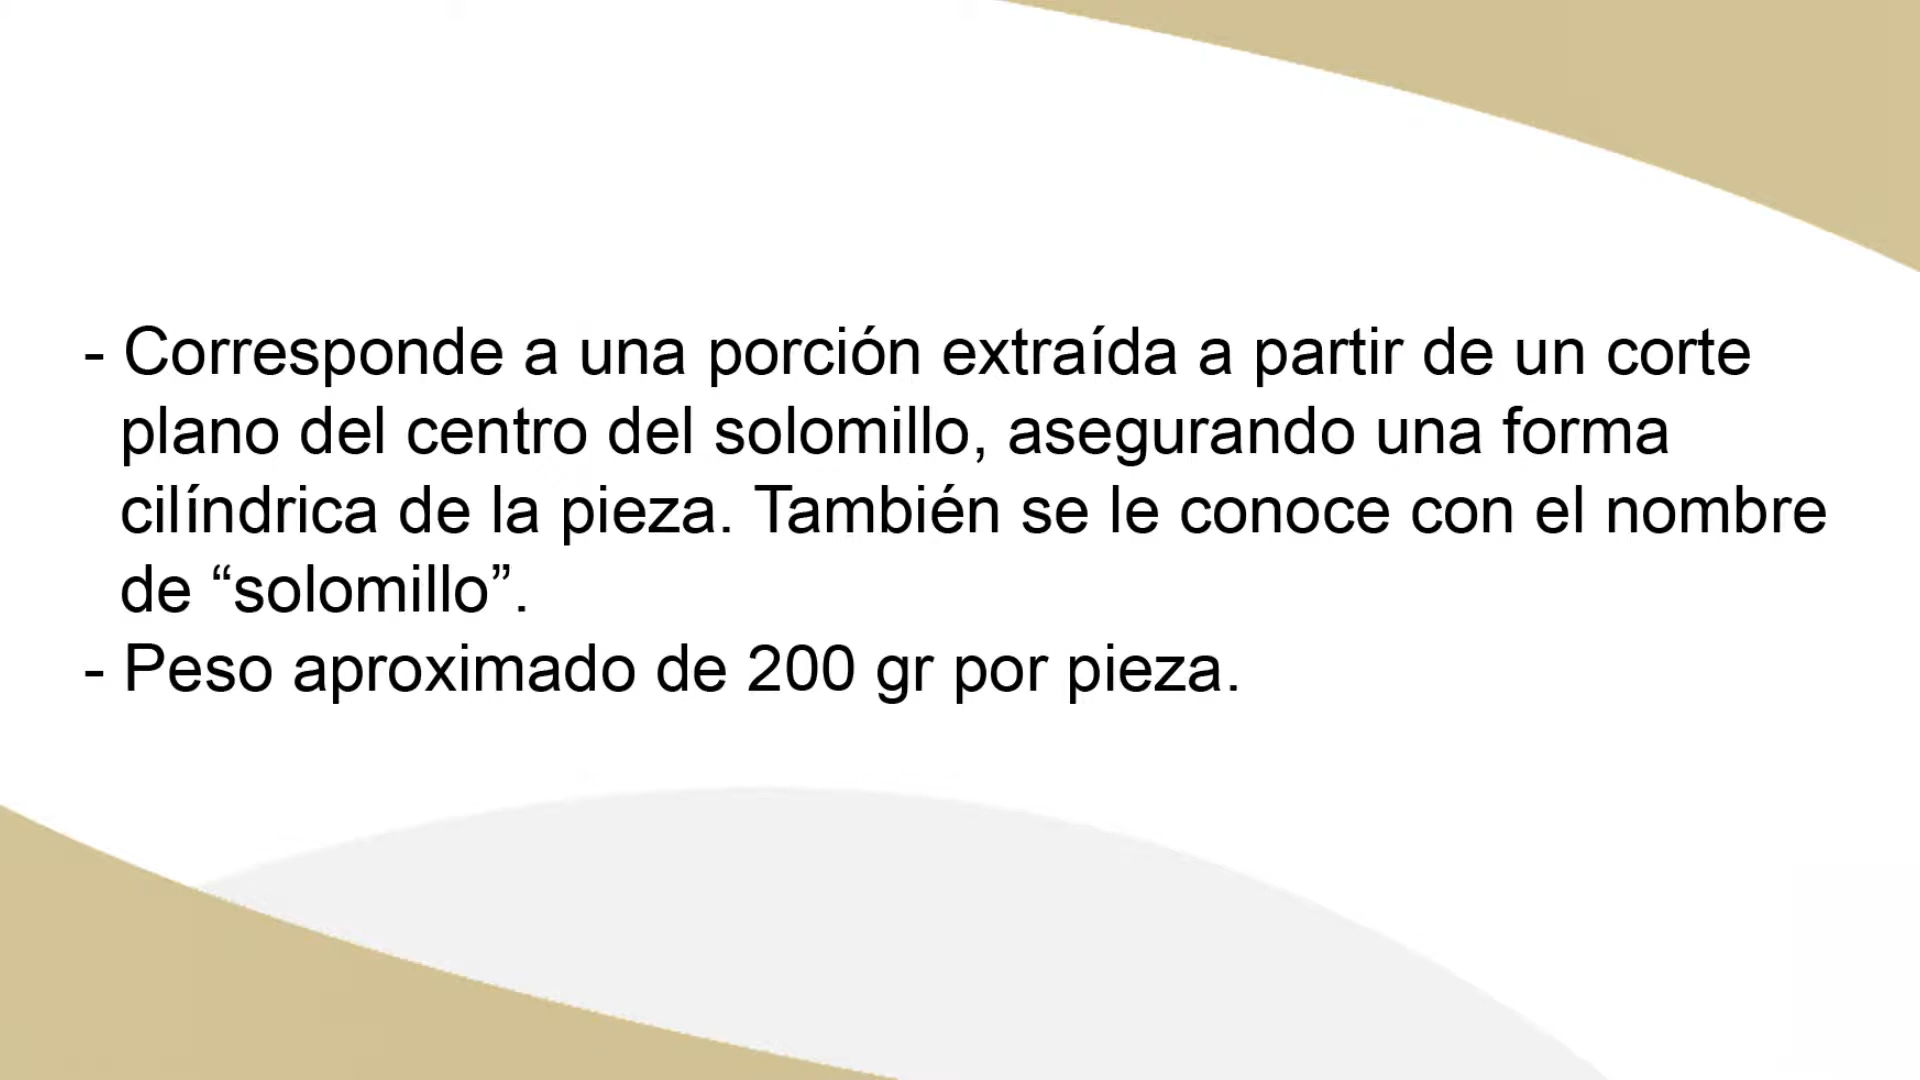 - Corresponde a una porción extraída a partir de un corte
plano del centro del solomillo, asegurando una forma
cilíndrica de la pieza. También se le conoce con el nombre
de “solomillo”.
- Peso aproximado de 200 gr por pieza.